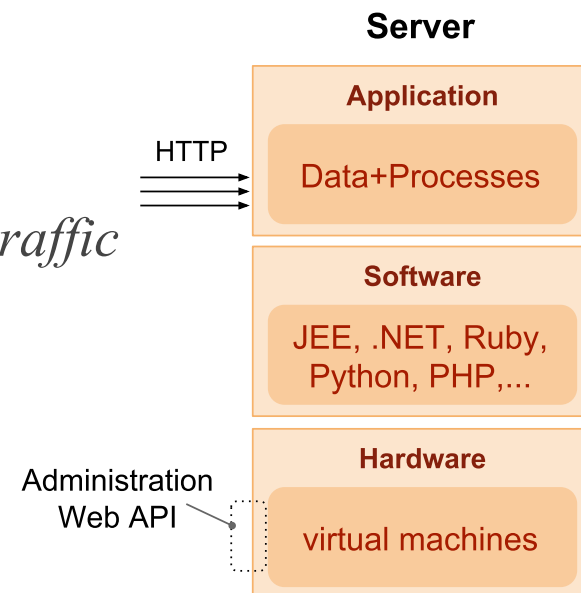 Server
Application
HTTP
Data+Processes
raffic
Software
JEE, .NET, Ruby,
Python, PHP,...
Hardware
Administration
Web API
virtual machines